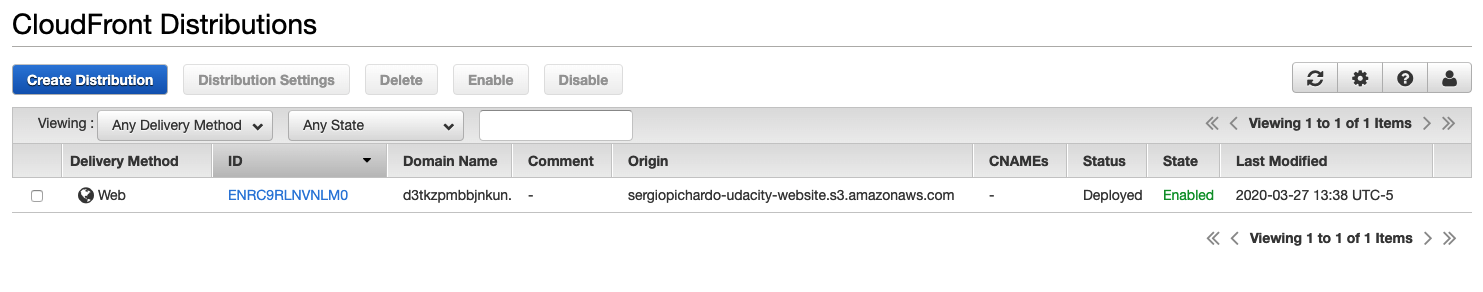 CloudFront Distributions
Create Distribution Distribution Settings Delete Enable Disable
Viewing : Any Delivery Method Any State Viewing 1 to 1 of 1 Items
Delivery Method ID Domain Name Comment Origin CNAMEs Status State Last Modified
Web ENRC9RLNVNLM0 d3tkzpmbbjnkun. - sergiopichardo-udacity-website.s3.amazonaws.com - Deployed Enabled 2020-03-27 13:38 UTC-5
Viewing 1 to 1 of 1 Items